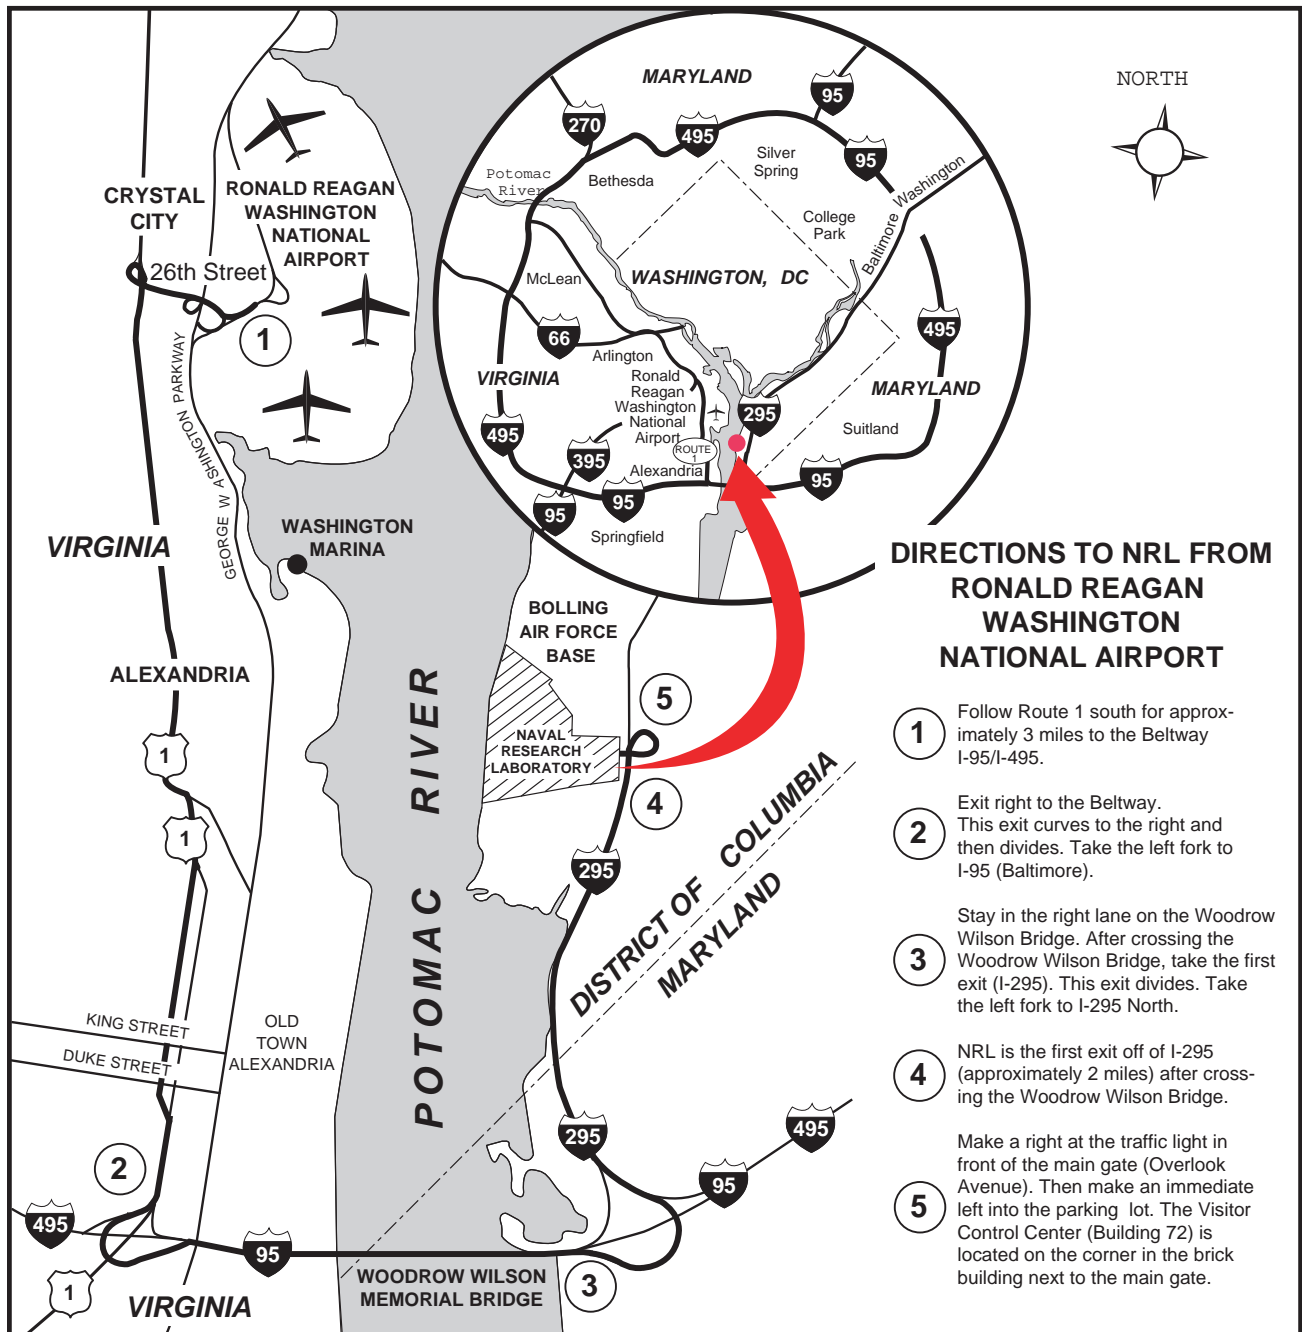 NORTH
MARYLAND
270
495
95
95
Silver
Spring
Bethesda
Potomac
River
College
Park
Baltimore
Washington
McLean
WASHINGTON, DC
66
Arlington
495
VIRGINIA
Ronald
Reagan
Washington
National
Airport
MARYLAND
295
Suitland
495
395
ROUTE
1
Alexandria
95
95
95
Springfield
CRYSTAL
CITY
RONALD REAGAN
WASHINGTON
NATIONAL
AIRPORT
26th Street
1
GEORGE W ASHINGTON PARKWAY
WASHINGTON
MARINA
VIRGINIA
ALEXANDRIA
1
1
POTOMAC RIVER
BOLLING
AIR FORCE
BASE
5
NAVAL
RESEARCH
LABORATORY
4
295
DISTRICT OF COLUMBIA
MARYLAND
KING STREET
DUKE STREET
OLD
TOWN
ALEXANDRIA
2
495
1
95
VIRGINIA
WOODROW WILSON
MEMORIAL BRIDGE
3
295
95
495
DIRECTIONS TO NRL FROM
RONALD REAGAN
WASHINGTON
NATIONAL AIRPORT
1
Follow Route 1 south for approx-
imately 3 miles to the Beltway
I-95/I-495.
2
Exit right to the Beltway.
This exit curves to the right and
then divides. Take the left fork to
I-95 (Baltimore).
3
Stay in the right lane on the Woodrow
Wilson Bridge. After crossing the
Woodrow Wilson Bridge, take the first
exit (I-295). This exit divides. Take
the left fork to I-295 North.
4
NRL is the first exit off of I-295
(approximately 2 miles) after cross-
ing the Woodrow Wilson Bridge.
5
Make a right at the traffic light in
front of the main gate (Overlook
Avenue). Then make an immediate
left into the parking lot. The Visitor
Control Center (Building 72) is
located on the corner in the brick
building next to the main gate.